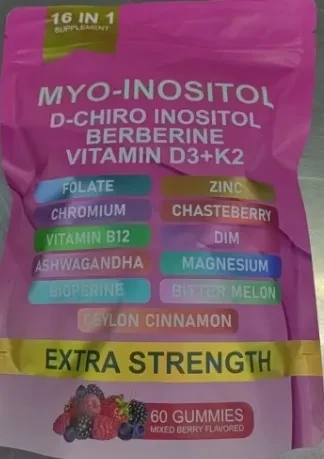 16 IN 1
SUPPLEMENT
MYO-INOSITOL
D-CHIRO INOSITOL
BERBERINE
VITAMIN D3+K2
FOLATE ZINC
CHROMIUM CHASTEBERRY
VITAMIN B12 DIM
ASHWAGANDHA MAGNESIUM
BIOPERINE BITTER MELON
CEYLON CINNAMON
EXTRA STRENGTH
60 GUMMIES
MIXED BERRY FLAVORED